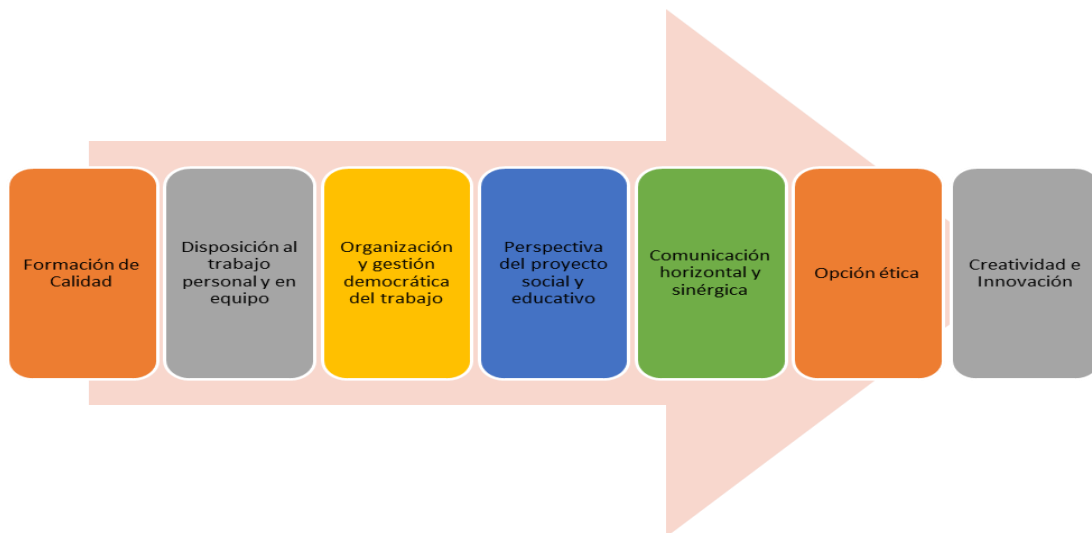 Formación de
Calidad
Disposición al
trabajo
personal y en
equipo
Organización
y gestión
democrática
del trabajo
Perspectiva
del proyecto
social y
educativo
Comunicación
horizontal y
sinérgica
Opción ética
Creatividad e
Innovación